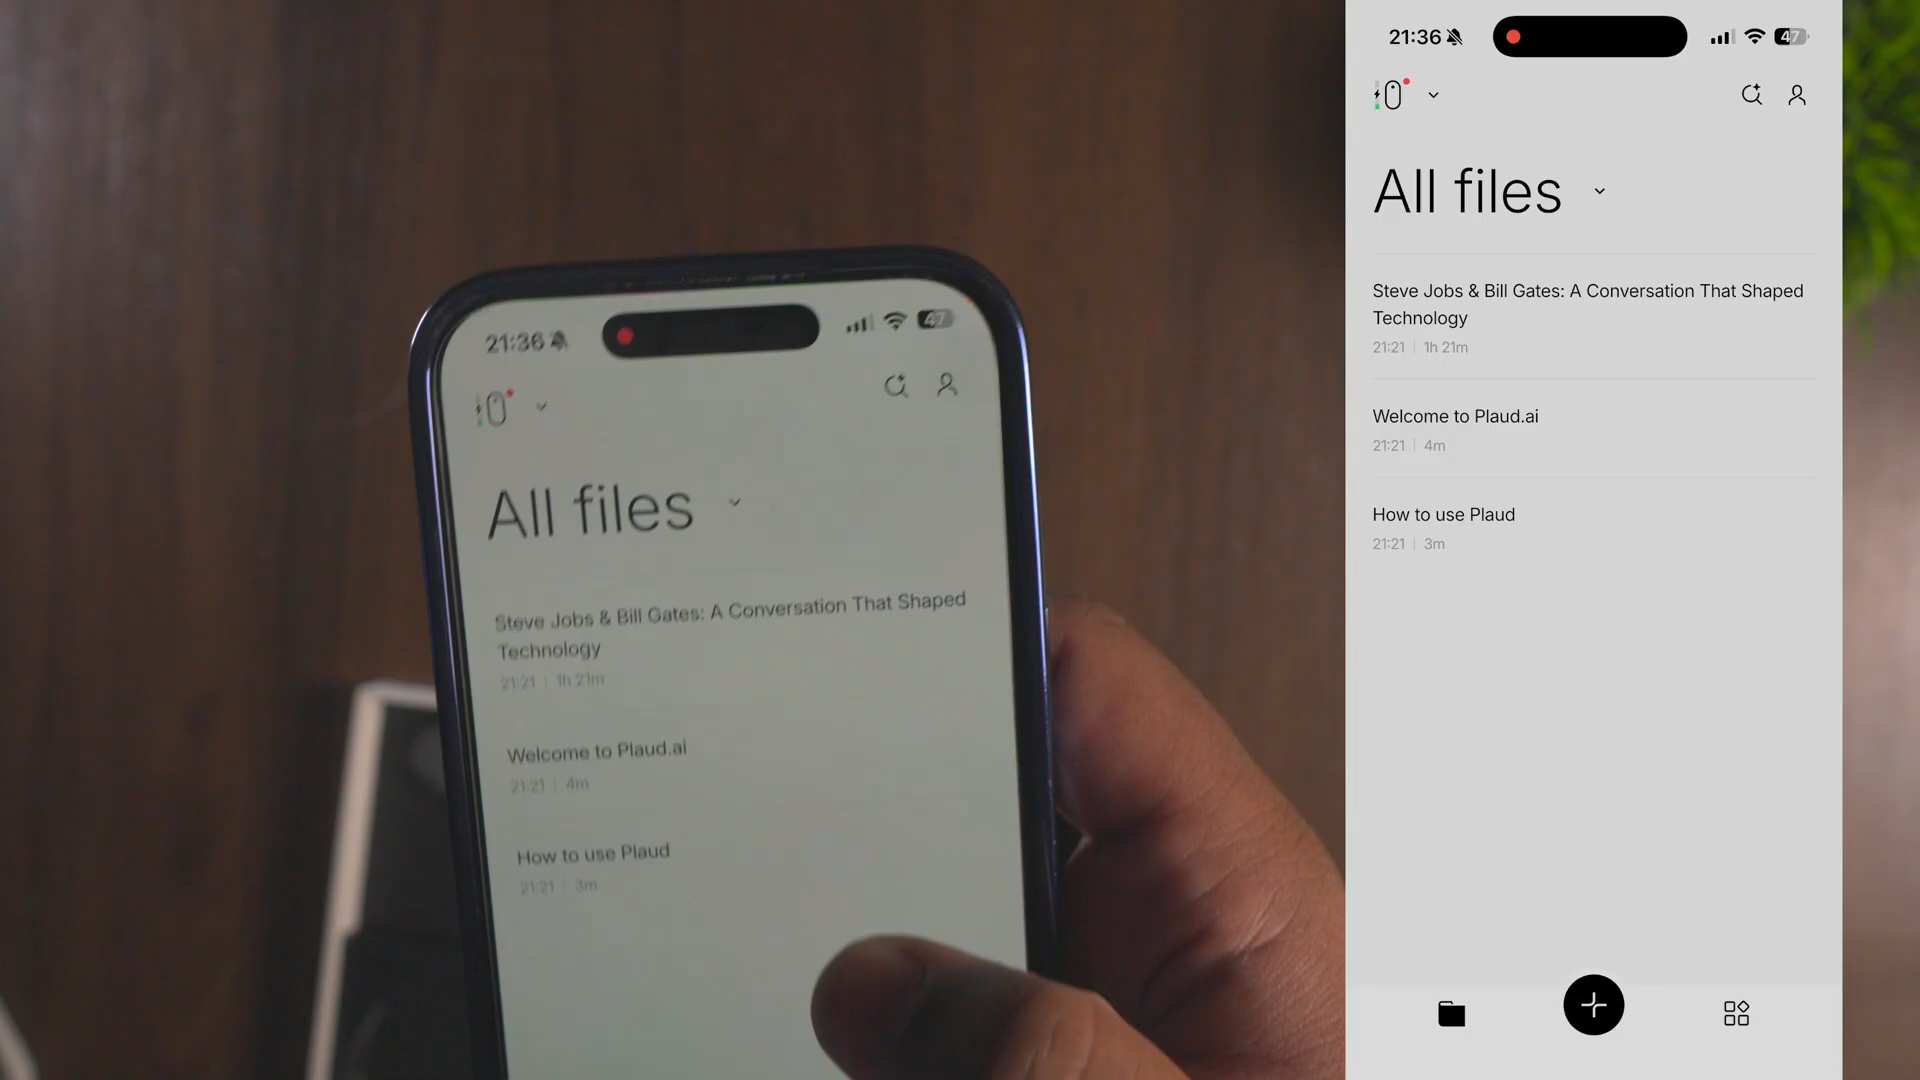 21:36
47
All files
Steve Jobs & Bill Gates: A Conversation That Shaped
Technology
21:21 | 1h 21m
Welcome to Plaud.ai
21:21 | 4m
How to use Plaud
21:21 | 3m
21:36
47
All files
Steve Jobs & Bill Gates: A Conversation That Shaped
Technology
21:21 | 1h 21m
Welcome to Plaud.ai
21:21 | 4m
How to use Plaud
21:21 | 3m